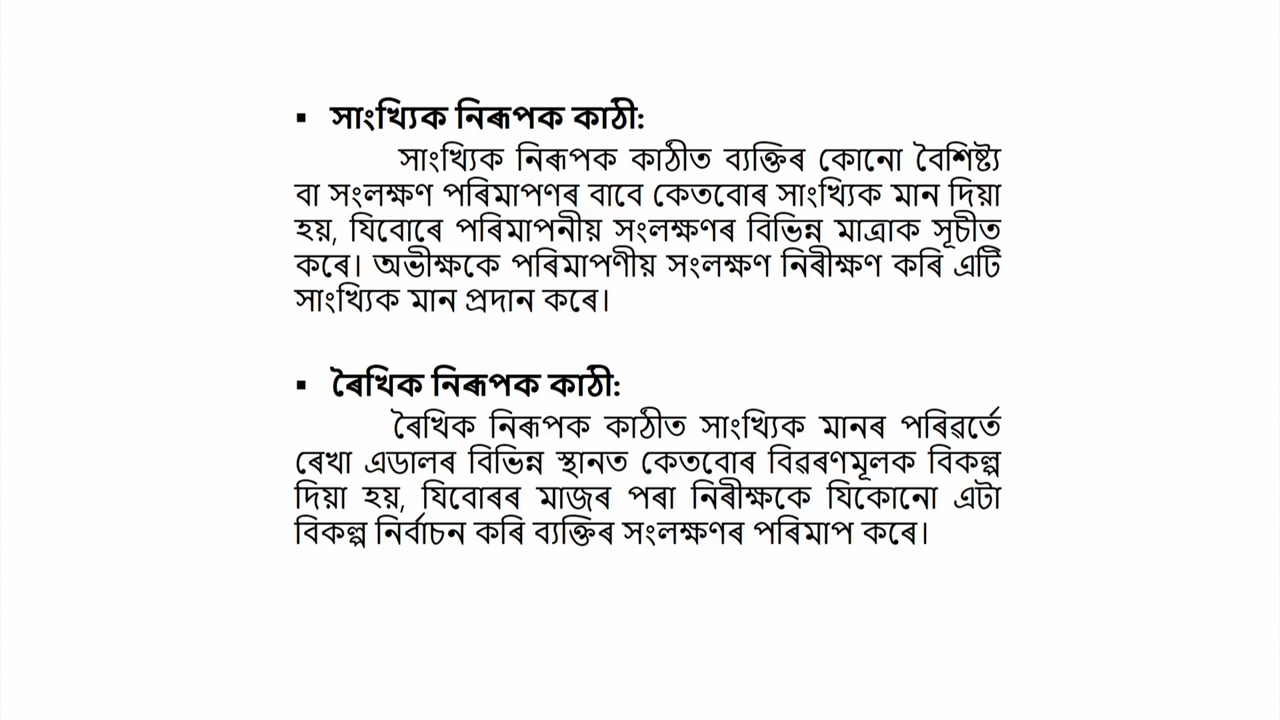 ▪ সাংখ্যিক নিৰূপক কাঠী:
সাংখ্যিক নিৰূপক কাঠীত ব্যক্তিৰ কোনো বৈশিষ্ট্য
বা সংলক্ষণ পৰিমাপণৰ বাবে কেতবোৰ সাংখ্যিক মান দিয়া
হয়, যিবোৰে পৰিমাপনীয় সংলক্ষণৰ বিভিন্ন মাত্ৰাক সূচীত
কৰে। অভীক্ষকে পৰিমাপণীয় সংলক্ষণ নিৰীক্ষণ কৰি এটি
সাংখ্যিক মান প্ৰদান কৰে।
▪ ৰৈখিক নিৰূপক কাঠী:
ৰৈখিক নিৰূপক কাঠীত সাংখ্যিক মানৰ পৰিৱৰ্তে
ৰেখা এডালৰ বিভিন্ন স্থানত কেতবোৰ বিৱৰণমূলক বিকল্প
দিয়া হয়, যিবোৰৰ মাজৰ পৰা নিৰীক্ষকে যিকোনো এটা
বিকল্প নিৰ্বাচন কৰি ব্যক্তিৰ সংলক্ষণৰ পৰিমাপ কৰে।